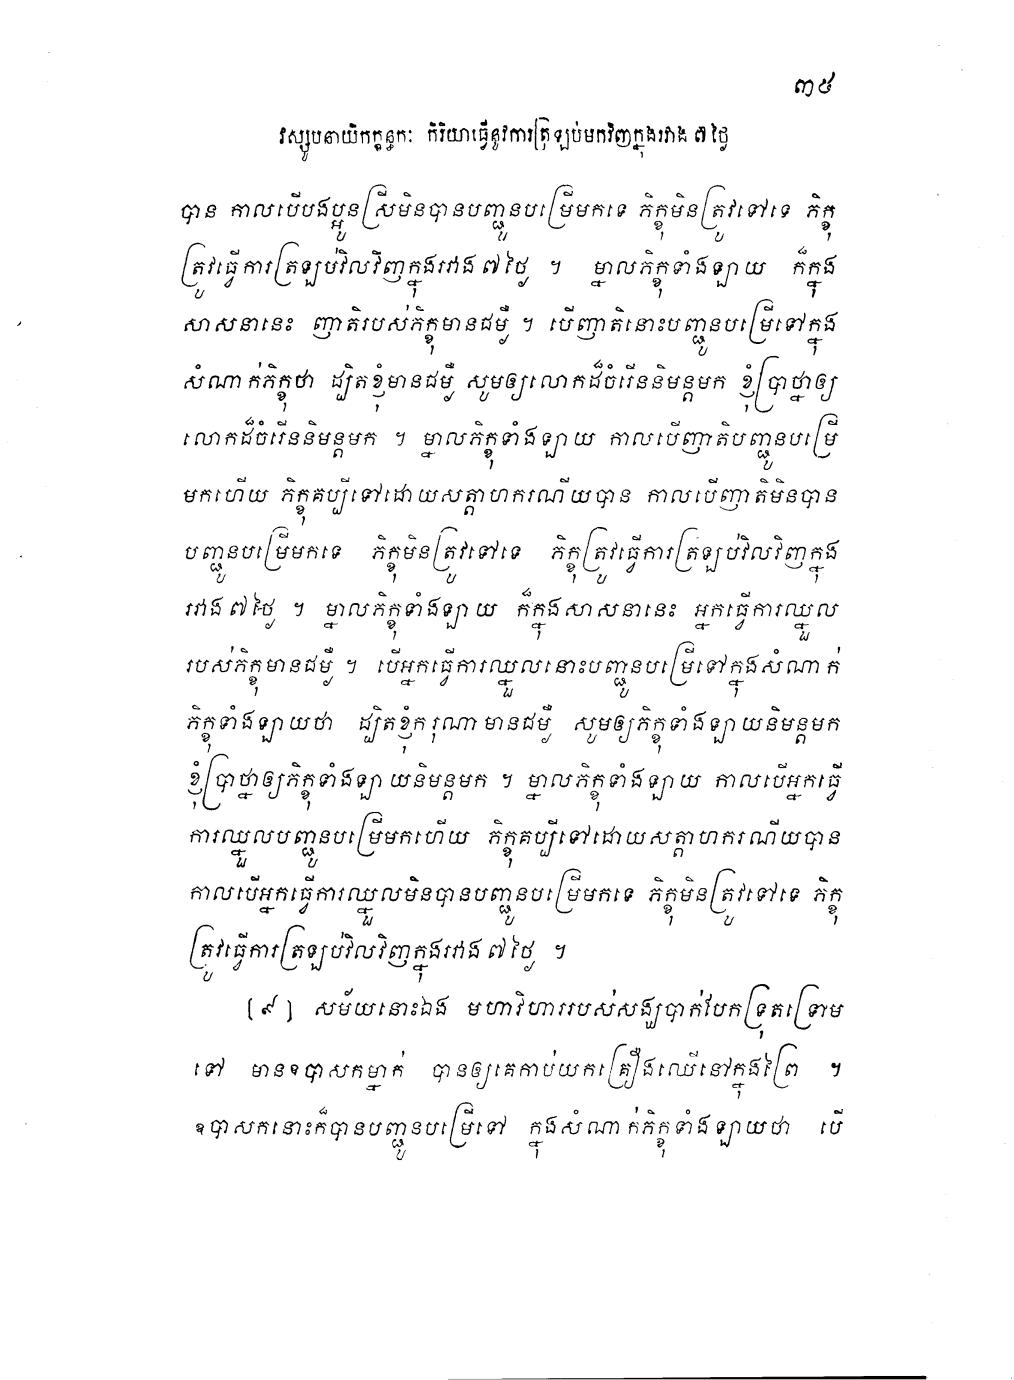 ៣៥
វស្សូបនាយិកក្ខន្ធកៈ កិរិយាធ្វើនូវការត្រឡប់មកវិញក្នុងរវាង ៧ ថ្ងៃ
បាន កាលបើបងប្អូនស្រីមិនបានបញ្ជូនបម្រើមកទេ ភិក្ខុមិនត្រូវទៅទេ ភិក្ខុ
ត្រូវធ្វើការត្រឡប់វិលវិញក្នុងរវាង ៧ ថ្ងៃ ។ ម្នាលភិក្ខុទាំងឡាយ ក៏ក្នុង
សាសនានេះ ញាតិរបស់ភិក្ខុមានជម្ងឺ ។ បើញាតិនោះបញ្ជូនបម្រើទៅក្នុង
សំណាក់ភិក្ខុថា ដ្បិតខ្ញុំមានជម្ងឺ សូមឲ្យលោកដ៏ចំរើននិមន្តមក ខ្ញុំប្រាថ្នាឲ្យ
លោកដ៏ចំរើននិមន្តមក ។ ម្នាលភិក្ខុទាំងឡាយ កាលបើញាតិបញ្ជូនបម្រើ
មកហើយ ភិក្ខុគប្បីទៅដោយសត្តាហករណីយបាន កាលបើញាតិមិនបាន
បញ្ជូនបម្រើមកទេ ភិក្ខុមិនត្រូវទៅទេ ភិក្ខុត្រូវធ្វើការត្រឡប់វិលវិញក្នុង
រវាង ៧ ថ្ងៃ ។ ម្នាលភិក្ខុទាំងឡាយ ក៏ក្នុងសាសនានេះ អ្នកធ្វើការឈ្នួល
របស់ភិក្ខុមានជម្ងឺ ។ បើអ្នកធ្វើការឈ្នួលនោះបញ្ជូនបម្រើទៅក្នុងសំណាក់
ភិក្ខុទាំងឡាយថា ដ្បិតខ្ញុំករុណាមានជម្ងឺ សូមឲ្យភិក្ខុទាំងឡាយនិមន្តមក
ខ្ញុំប្រាថ្នាឲ្យភិក្ខុទាំងឡាយនិមន្តមក ។ ម្នាលភិក្ខុទាំងឡាយ កាលបើអ្នកធ្វើ
ការឈ្នួលបញ្ជូនបម្រើមកហើយ ភិក្ខុគប្បីទៅដោយសត្តាហករណីយបាន
កាលបើអ្នកធ្វើការឈ្នួលមិនបានបញ្ជូនបម្រើមកទេ ភិក្ខុមិនត្រូវទៅទេ ភិក្ខុ
ត្រូវធ្វើការត្រឡប់វិលវិញក្នុងរវាង ៧ ថ្ងៃ ។
[៩] សម័យនោះឯង មហាវិហាររបស់សង្ឃបាក់បែកទ្រុតទ្រោម
ទៅ មានឧបាសកម្នាក់ បានឲ្យគេកាប់យកគ្រឿងឈើនៅក្នុងព្រៃ ។
ឧបាសកនោះក៏បានបញ្ជូនបម្រើទៅ ក្នុងសំណាក់ភិក្ខុទាំងឡាយថា បើ